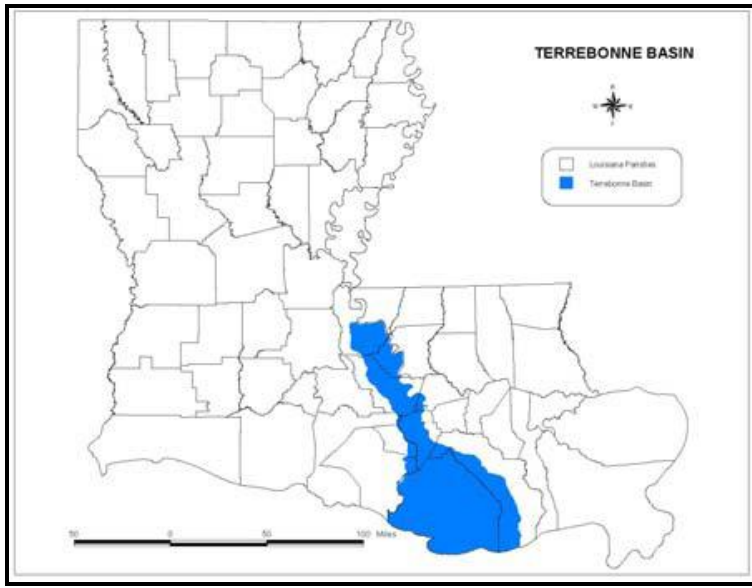 TERREBONNE BASIN
N
W
Louisiana Parishes
Terrebonne Basin
50 0 50 100 Miles